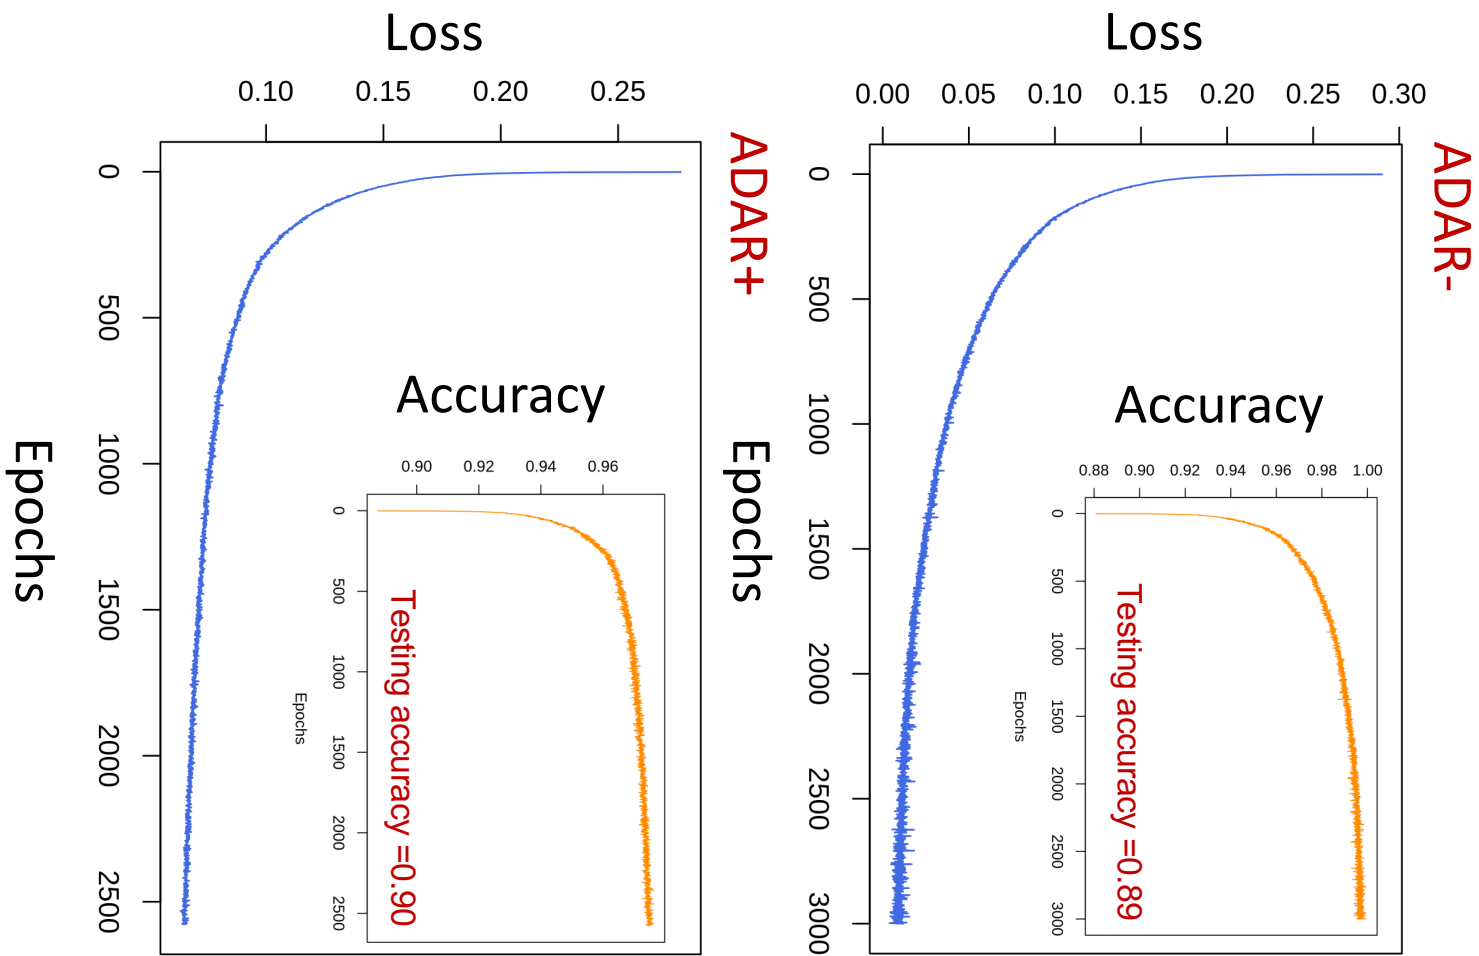 Loss
0.10 0.15 0.20 0.25
ADAR+
0 500 1000 1500 2000 2500
Epochs
Accuracy
0.90 0.92 0.94 0.96
0 500 1000 1500 2000 2500
Epochs
Testing accuracy =0.90
Loss
0.00 0.05 0.10 0.15 0.20 0.25 0.30
ADAR-
0 500 1000 1500 2000 2500 3000
Epochs
Accuracy
0.88 0.90 0.92 0.94 0.96 0.98 1.00
0 500 1000 1500 2000 2500 3000
Epochs
Testing accuracy =0.89